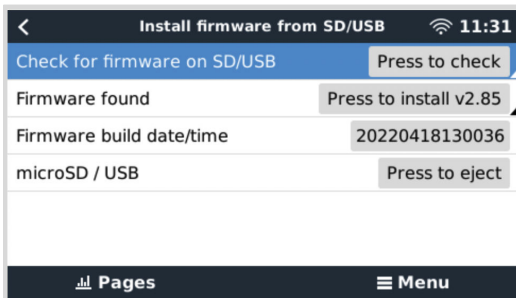 Install firmware from SD/USB 11:31
Check for firmware on SD/USB Press to check
Firmware found Press to install v2.85
Firmware build date/time 20220418130036
microSD / USB Press to eject
Pages Menu